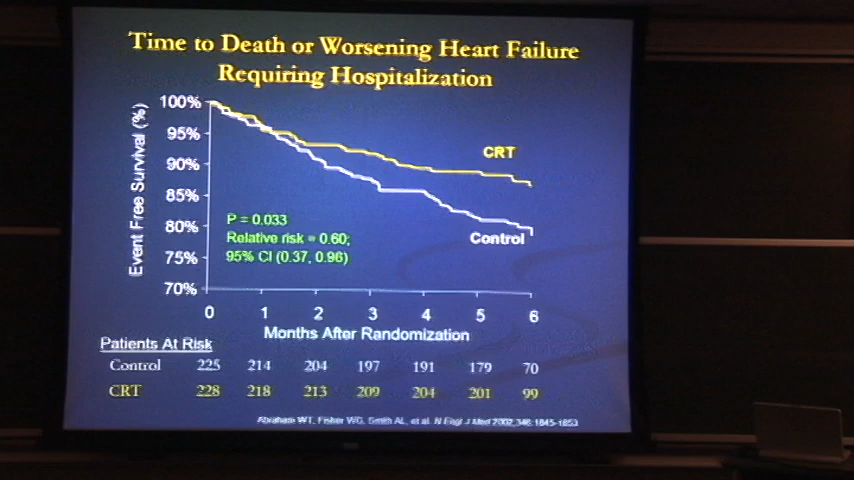 Time to Death or Worsening Heart Failure
Requiring Hospitalization
Event Free Survival (%)
100%
95%
90%
85%
80%
75%
70%
CRT
Control
P = 0.033
Relative risk = 0.60;
95% CI (0.37, 0.96)
0 1 2 3 4 5 6
Months After Randomization
Patients At Risk
Control 225 214 204 197 191 179 70
CRT 228 218 213 209 204 201 99
Abraham WT, Fisher WG, Smith AL, et al. N Engl J Med 2002;346:1845-1853